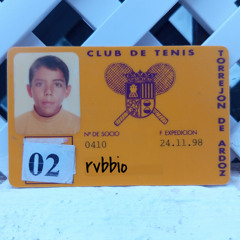 CLUB DE TENIS
TORREJON DE ARDOZ
Nº DE SOCIO
0410
F. EXPEDICION
24.11.98
02
rvbbio